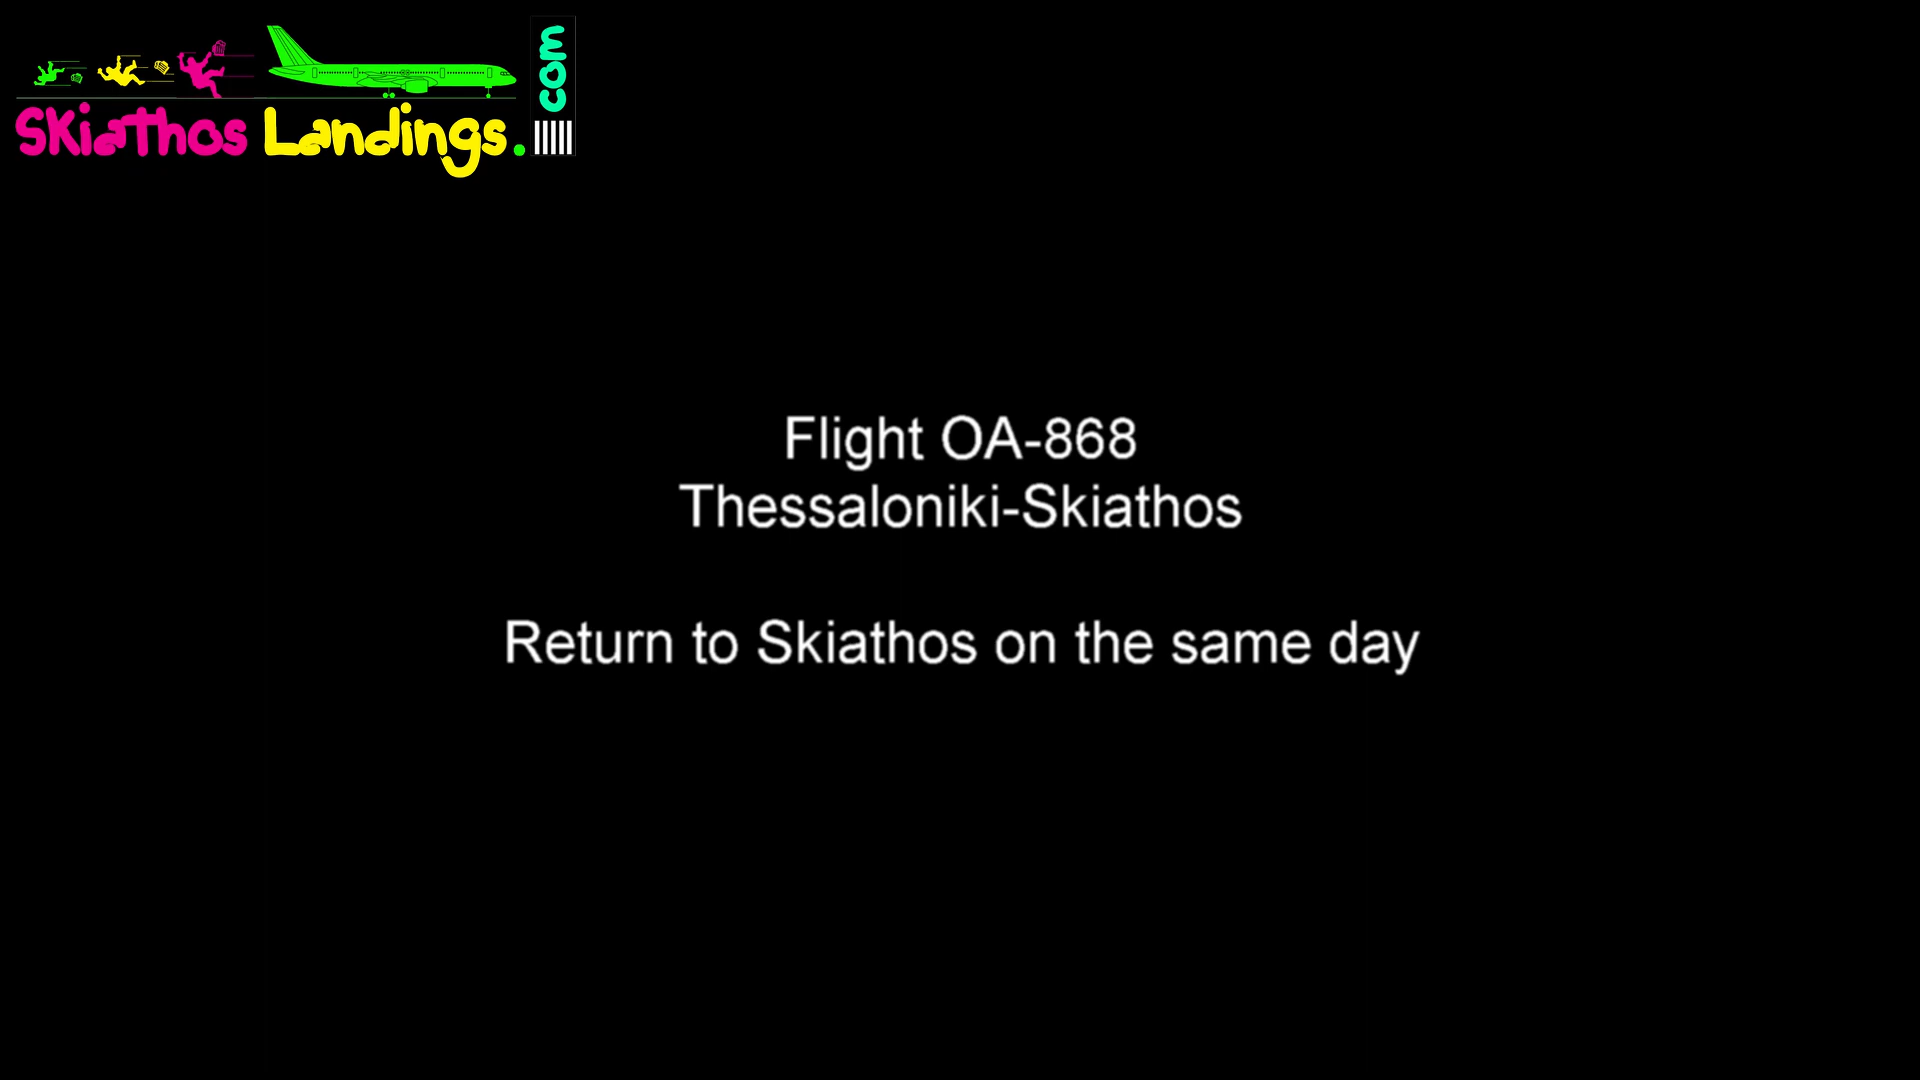 SKiathos Landings.com
Flight OA-868
Thessaloniki-Skiathos
Return to Skiathos on the same day